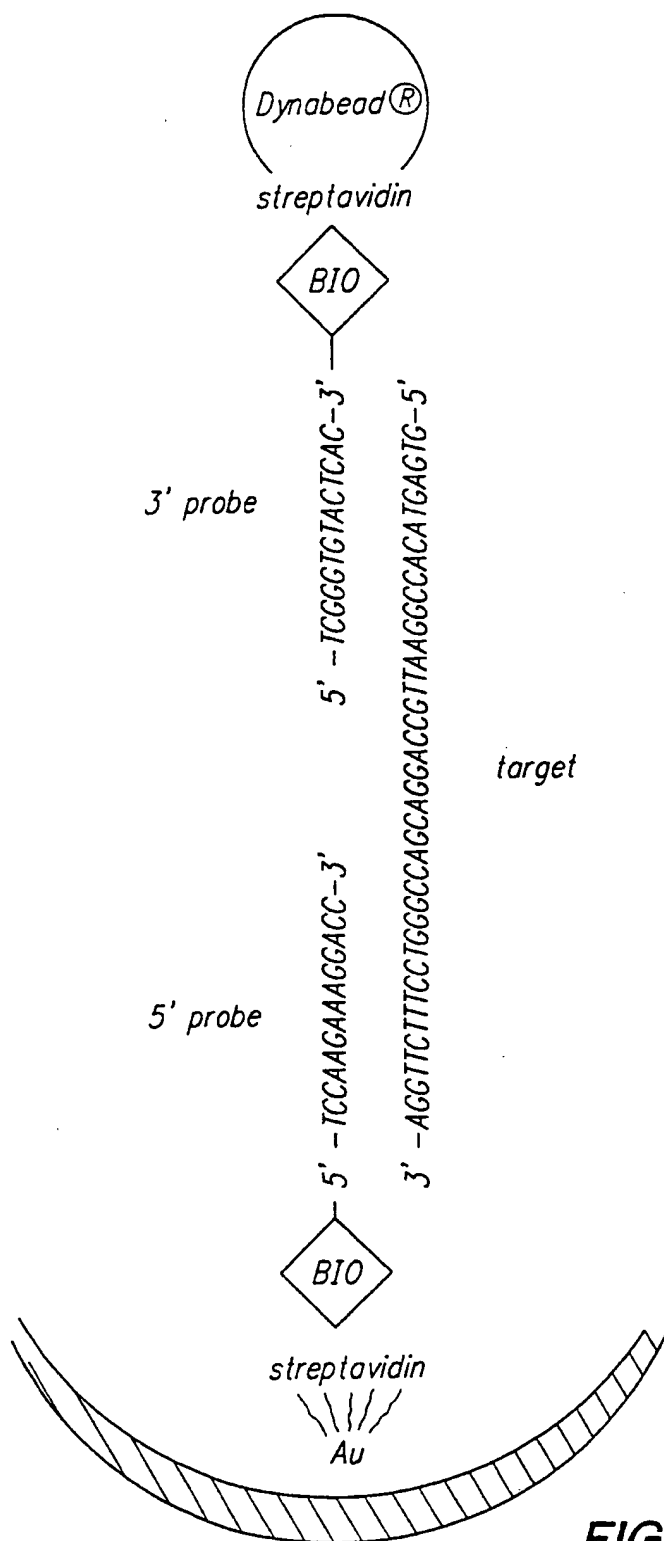 Dynabead®
streptavidin
BIO
3' probe
5' -TCGGGTGTACTCAC-3'
3' -AGGTTCTTTCCTGGGCCAGCAGGACCGTTAAGGCCACATGAGTG-5'
target
5' probe
5' -TCCAAGAAAGGACC-3'
BIO
streptavidin
Au
FIG